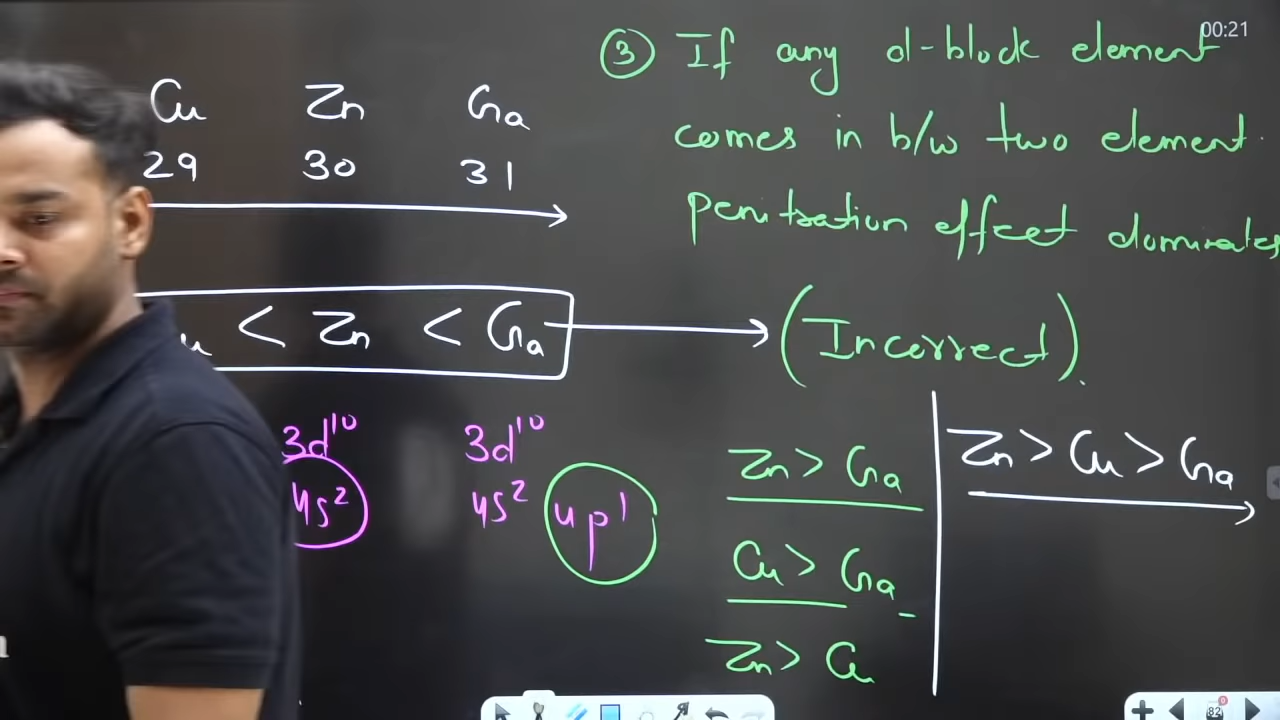 00:21
Cu Zn Ga
29 30 31
③ If any d-block element
comes in b/w two element.
penitration effect dominates
< Zn < Ga
(Incorrect).
3d¹⁰ 3d¹⁰
4s² 4s² 4p¹
Zn > Ga
Cu > Ga
Zn > Cu
Zn > Cu > Ga
82